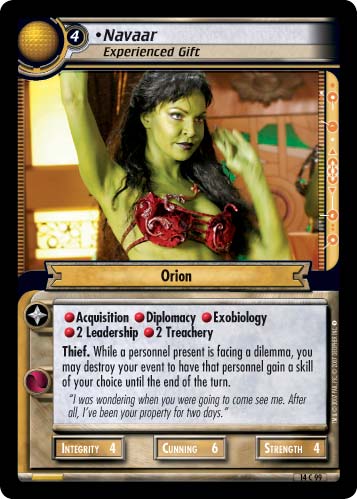 4 •Navaar
Experienced Gift
Orion
•Acquisition •Diplomacy •Exobiology
•2 Leadership •2 Treachery
Thief. While a personnel present is facing a dilemma, you
may destroy your event to have that personnel gain a skill
of your choice until the end of the turn.
"I was wondering when you were going to come see me. After
all, I've been your property for two days."
INTEGRITY 4 CUNNING 6 STRENGTH 4
14 C 99